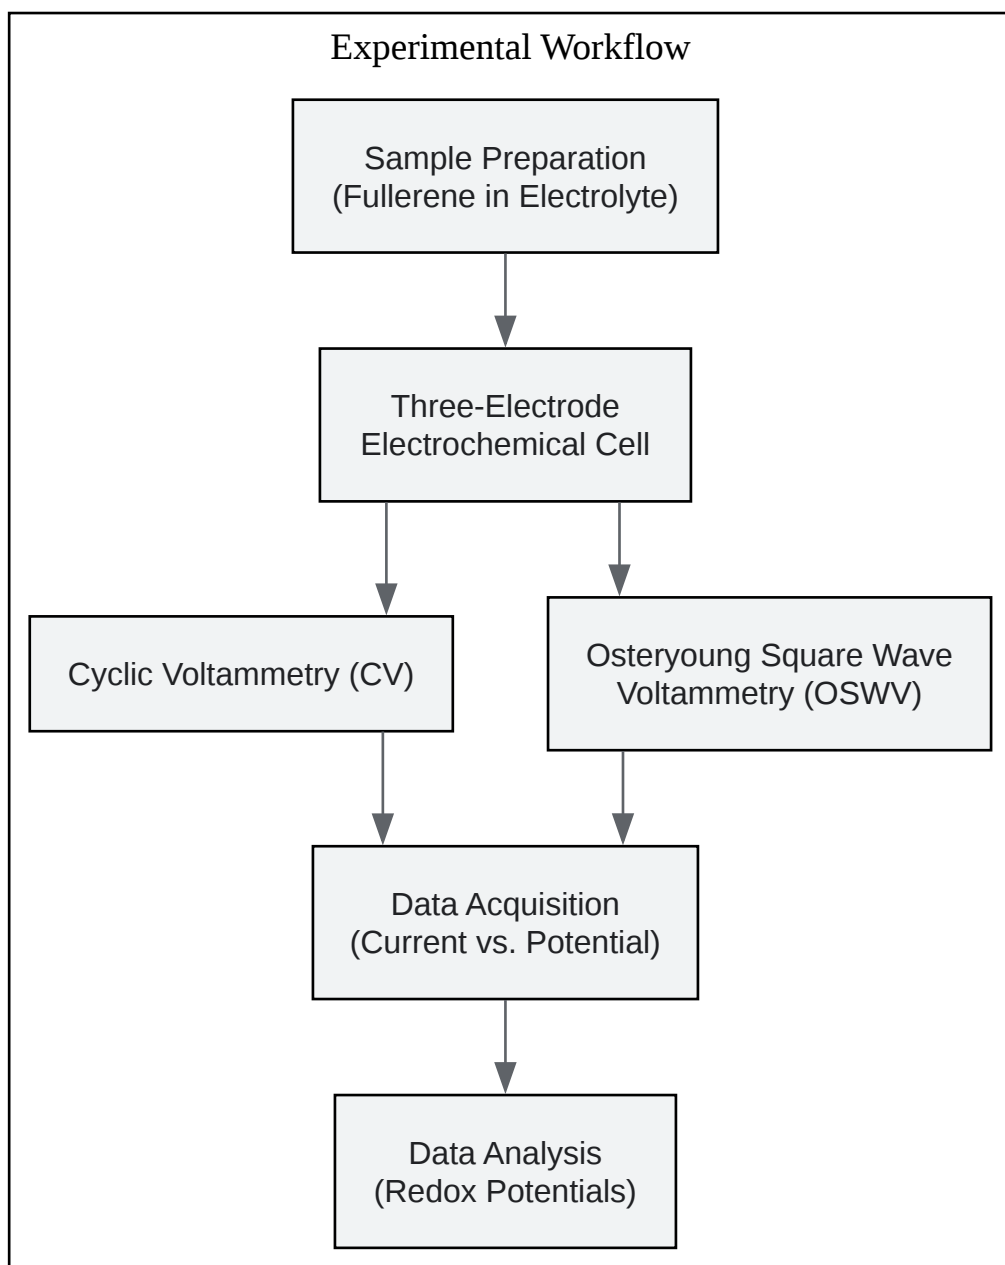 Experimental Workflow
Sample Preparation
(Fullerene in Electrolyte)
Three-Electrode
Electrochemical Cell
Cyclic Voltammetry (CV)
Osteryoung Square Wave
Voltammetry (OSWV)
Data Acquisition
(Current vs. Potential)
Data Analysis
(Redox Potentials)